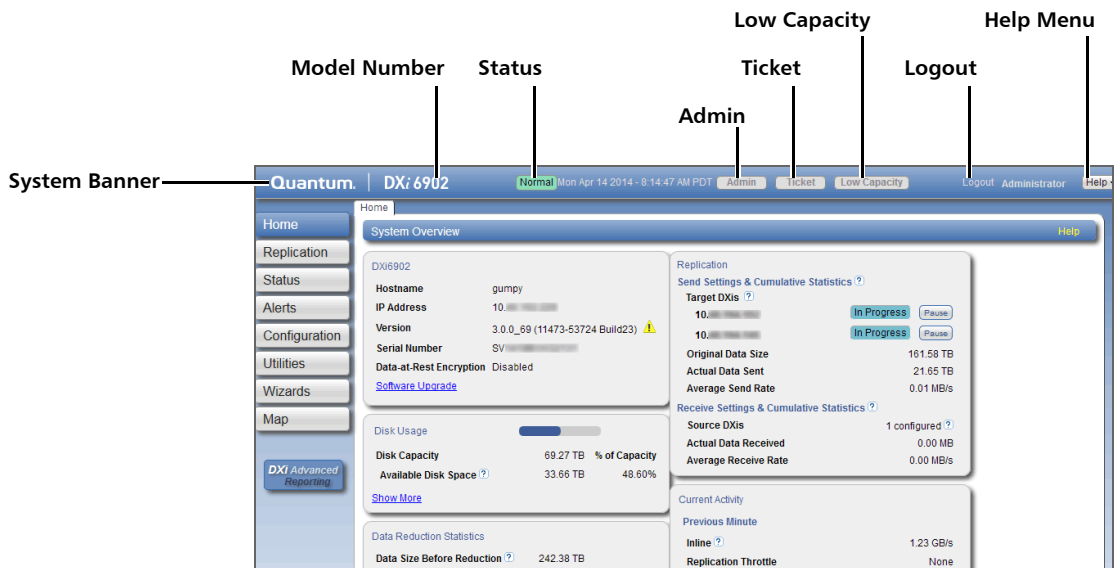 Low Capacity Help Menu
Model Number Status Ticket Logout
Admin
System Banner
Quantum. DXi 6902 Normal Mon Apr 14 2014 - 8:14:47 AM PDT Admin Ticket Low Capacity Logout Administrator Help
Home
Home
Replication
Status
Alerts
Configuration
Utilities
Wizards
Map
DXi Advanced
Reporting
System Overview Help
DXi6902
Hostname gumpy
IP Address 10.
Version 3.0.0_69 (11473-53724 Build23)
Serial Number SV
Data-at-Rest Encryption Disabled
Software Upgrade
Disk Usage
Disk Capacity 69.27 TB % of Capacity
Available Disk Space ? 33.66 TB 48.60%
Show More
Data Reduction Statistics
Data Size Before Reduction ? 242.38 TB
Replication
Send Settings & Cumulative Statistics ?
Target DXis ?
10. In Progress Pause
10. In Progress Pause
Original Data Size 161.58 TB
Actual Data Sent 21.65 TB
Average Send Rate 0.01 MB/s
Receive Settings & Cumulative Statistics ?
Source DXis 1 configured ?
Actual Data Received 0.00 MB
Average Receive Rate 0.00 MB/s
Current Activity
Previous Minute
Inline ? 1.23 GB/s
Replication Throttle None